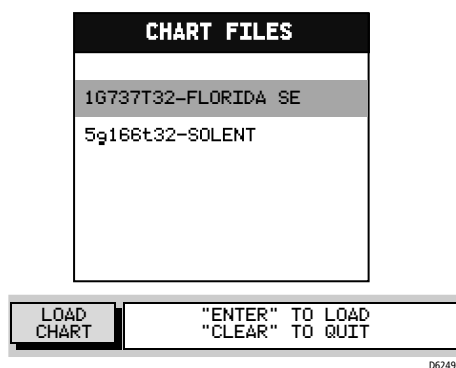 CHART FILES
1G737T32-FLORIDA SE
5g166t32-SOLENT
LOAD
CHART
"ENTER" TO LOAD
"CLEAR" TO QUIT
D6249